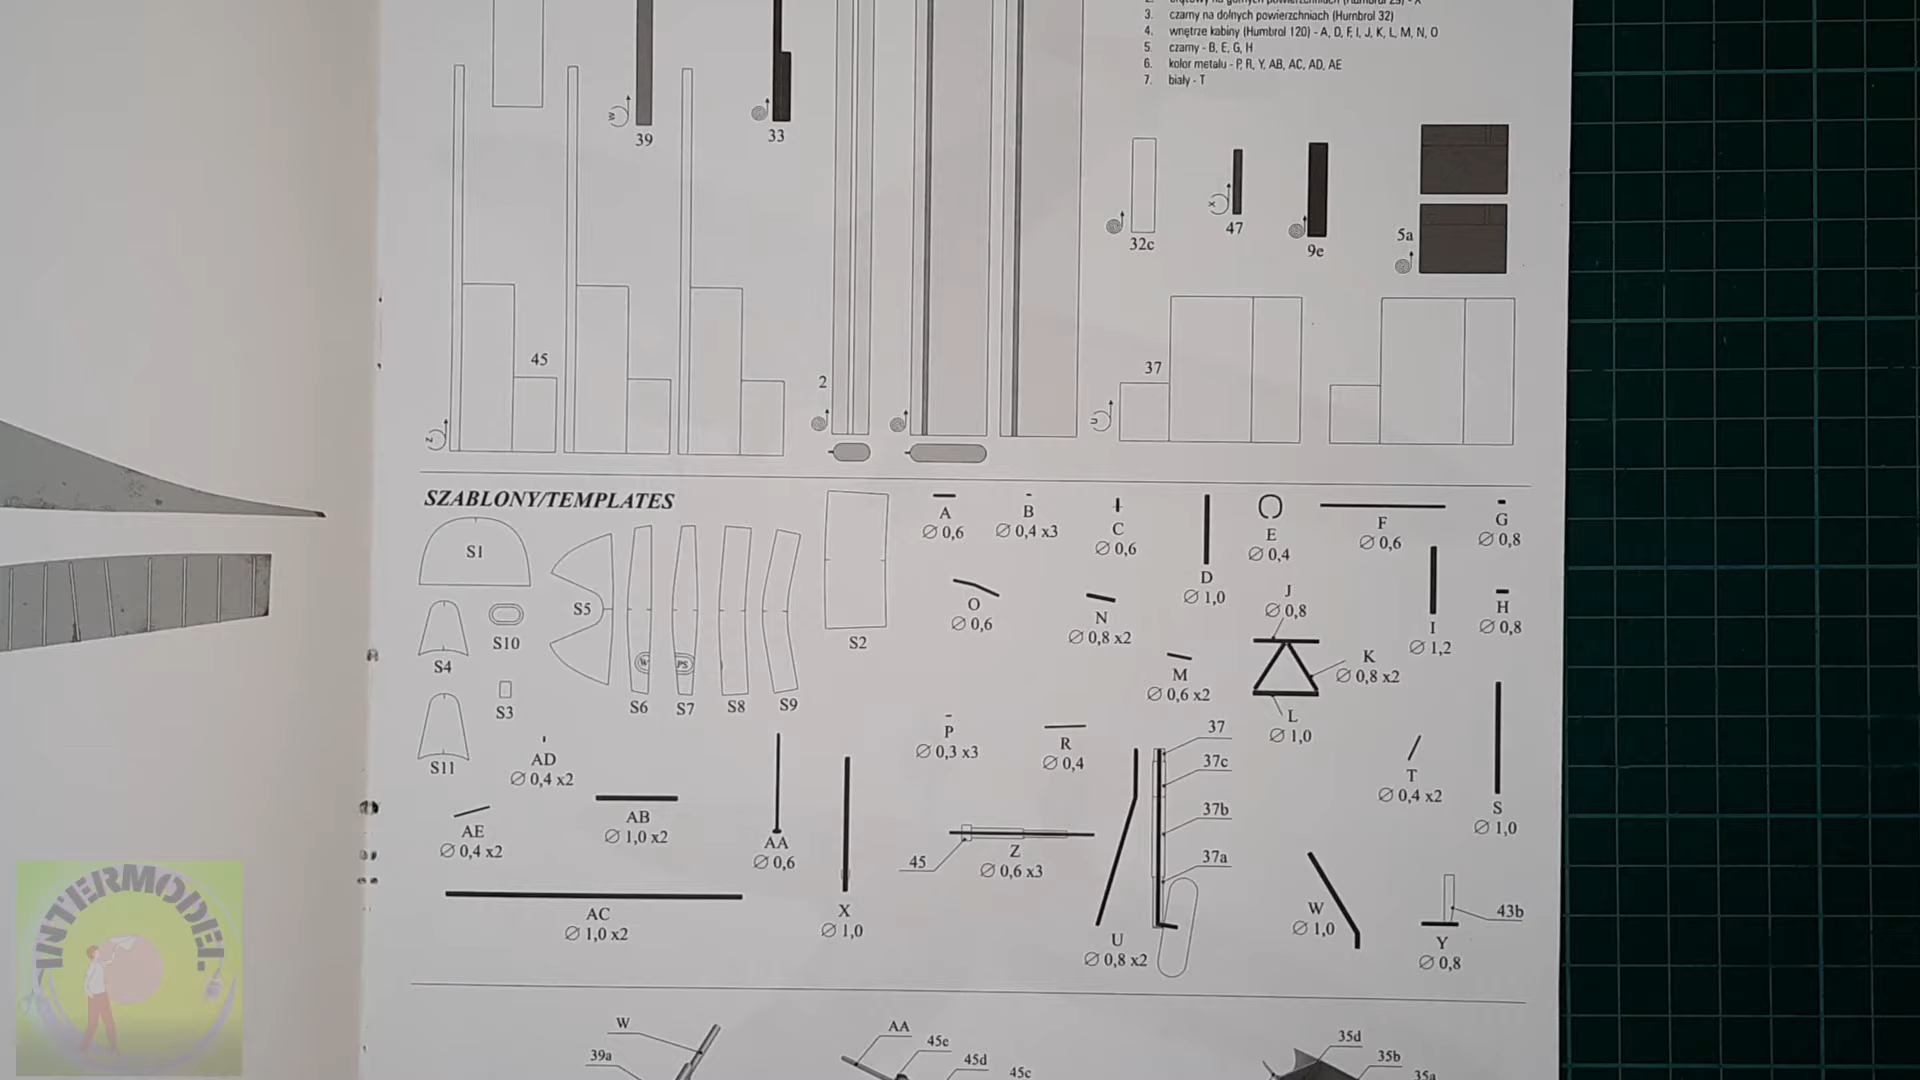 3. czarny na dolnych powierzchniach (Humbrol 32)
4. wnętrze kabiny (Humbrol 120) - A, D, F, I, J, K, L, M, N, O
5. czarny - B, E, G, H
6. kolor metalu - P, R, Y, AB, AC, AD, AE
7. biały - T
39
33
32c
47
9e
5a
45
2
37
SZABLONY/TEMPLATES
S1
S4
S10
S3
S11
S5
W
PS
S6
S7
S8
S9
S2
A
Ø 0,6
B
Ø 0,4 x3
C
Ø 0,6
D
Ø 1,0
E
Ø 0,4
F
Ø 0,6
G
Ø 0,8
O
Ø 0,6
N
Ø 0,8 x2
M
Ø 0,6 x2
J
Ø 0,8
K
Ø 0,8 x2
L
Ø 1,0
I
Ø 1,2
H
Ø 0,8
AD
Ø 0,4 x2
AE
Ø 0,4 x2
AB
Ø 1,0 x2
AA
Ø 0,6
AC
Ø 1,0 x2
X
Ø 1,0
P
Ø 0,3 x3
R
Ø 0,4
45
Z
Ø 0,6 x3
37
37c
37b
37a
U
Ø 0,8 x2
T
Ø 0,4 x2
S
Ø 1,0
W
Ø 1,0
43b
Y
Ø 0,8
W
39a
AA
45e
45d
45c
35d
35b
35a
INTERMODEL